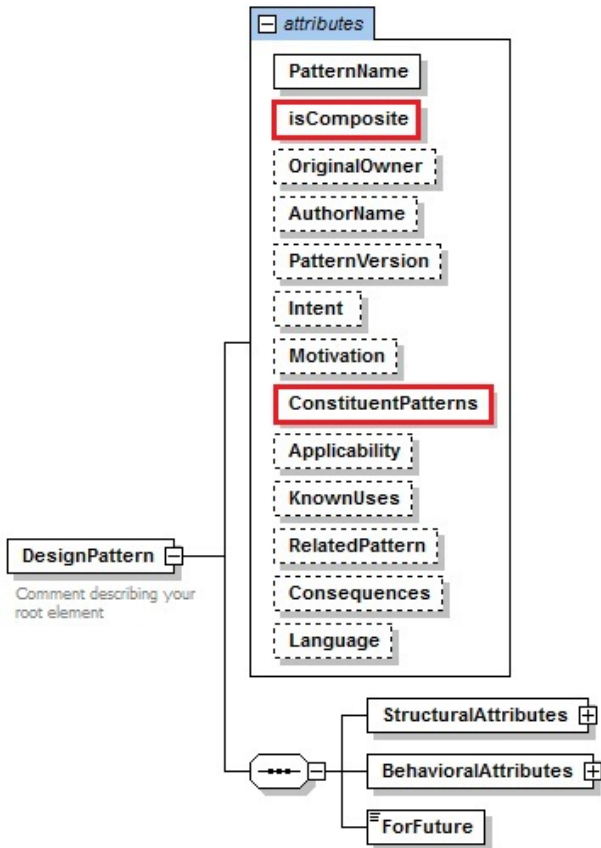 attributes
PatternName
isComposite
OriginalOwner
AuthorName
PatternVersion
Intent
Motivation
ConstituentPatterns
Applicability
KnownUses
RelatedPattern
Consequences
Language
DesignPattern
Comment describing your
root element
StructuralAttributes
BehavioralAttributes
ForFuture